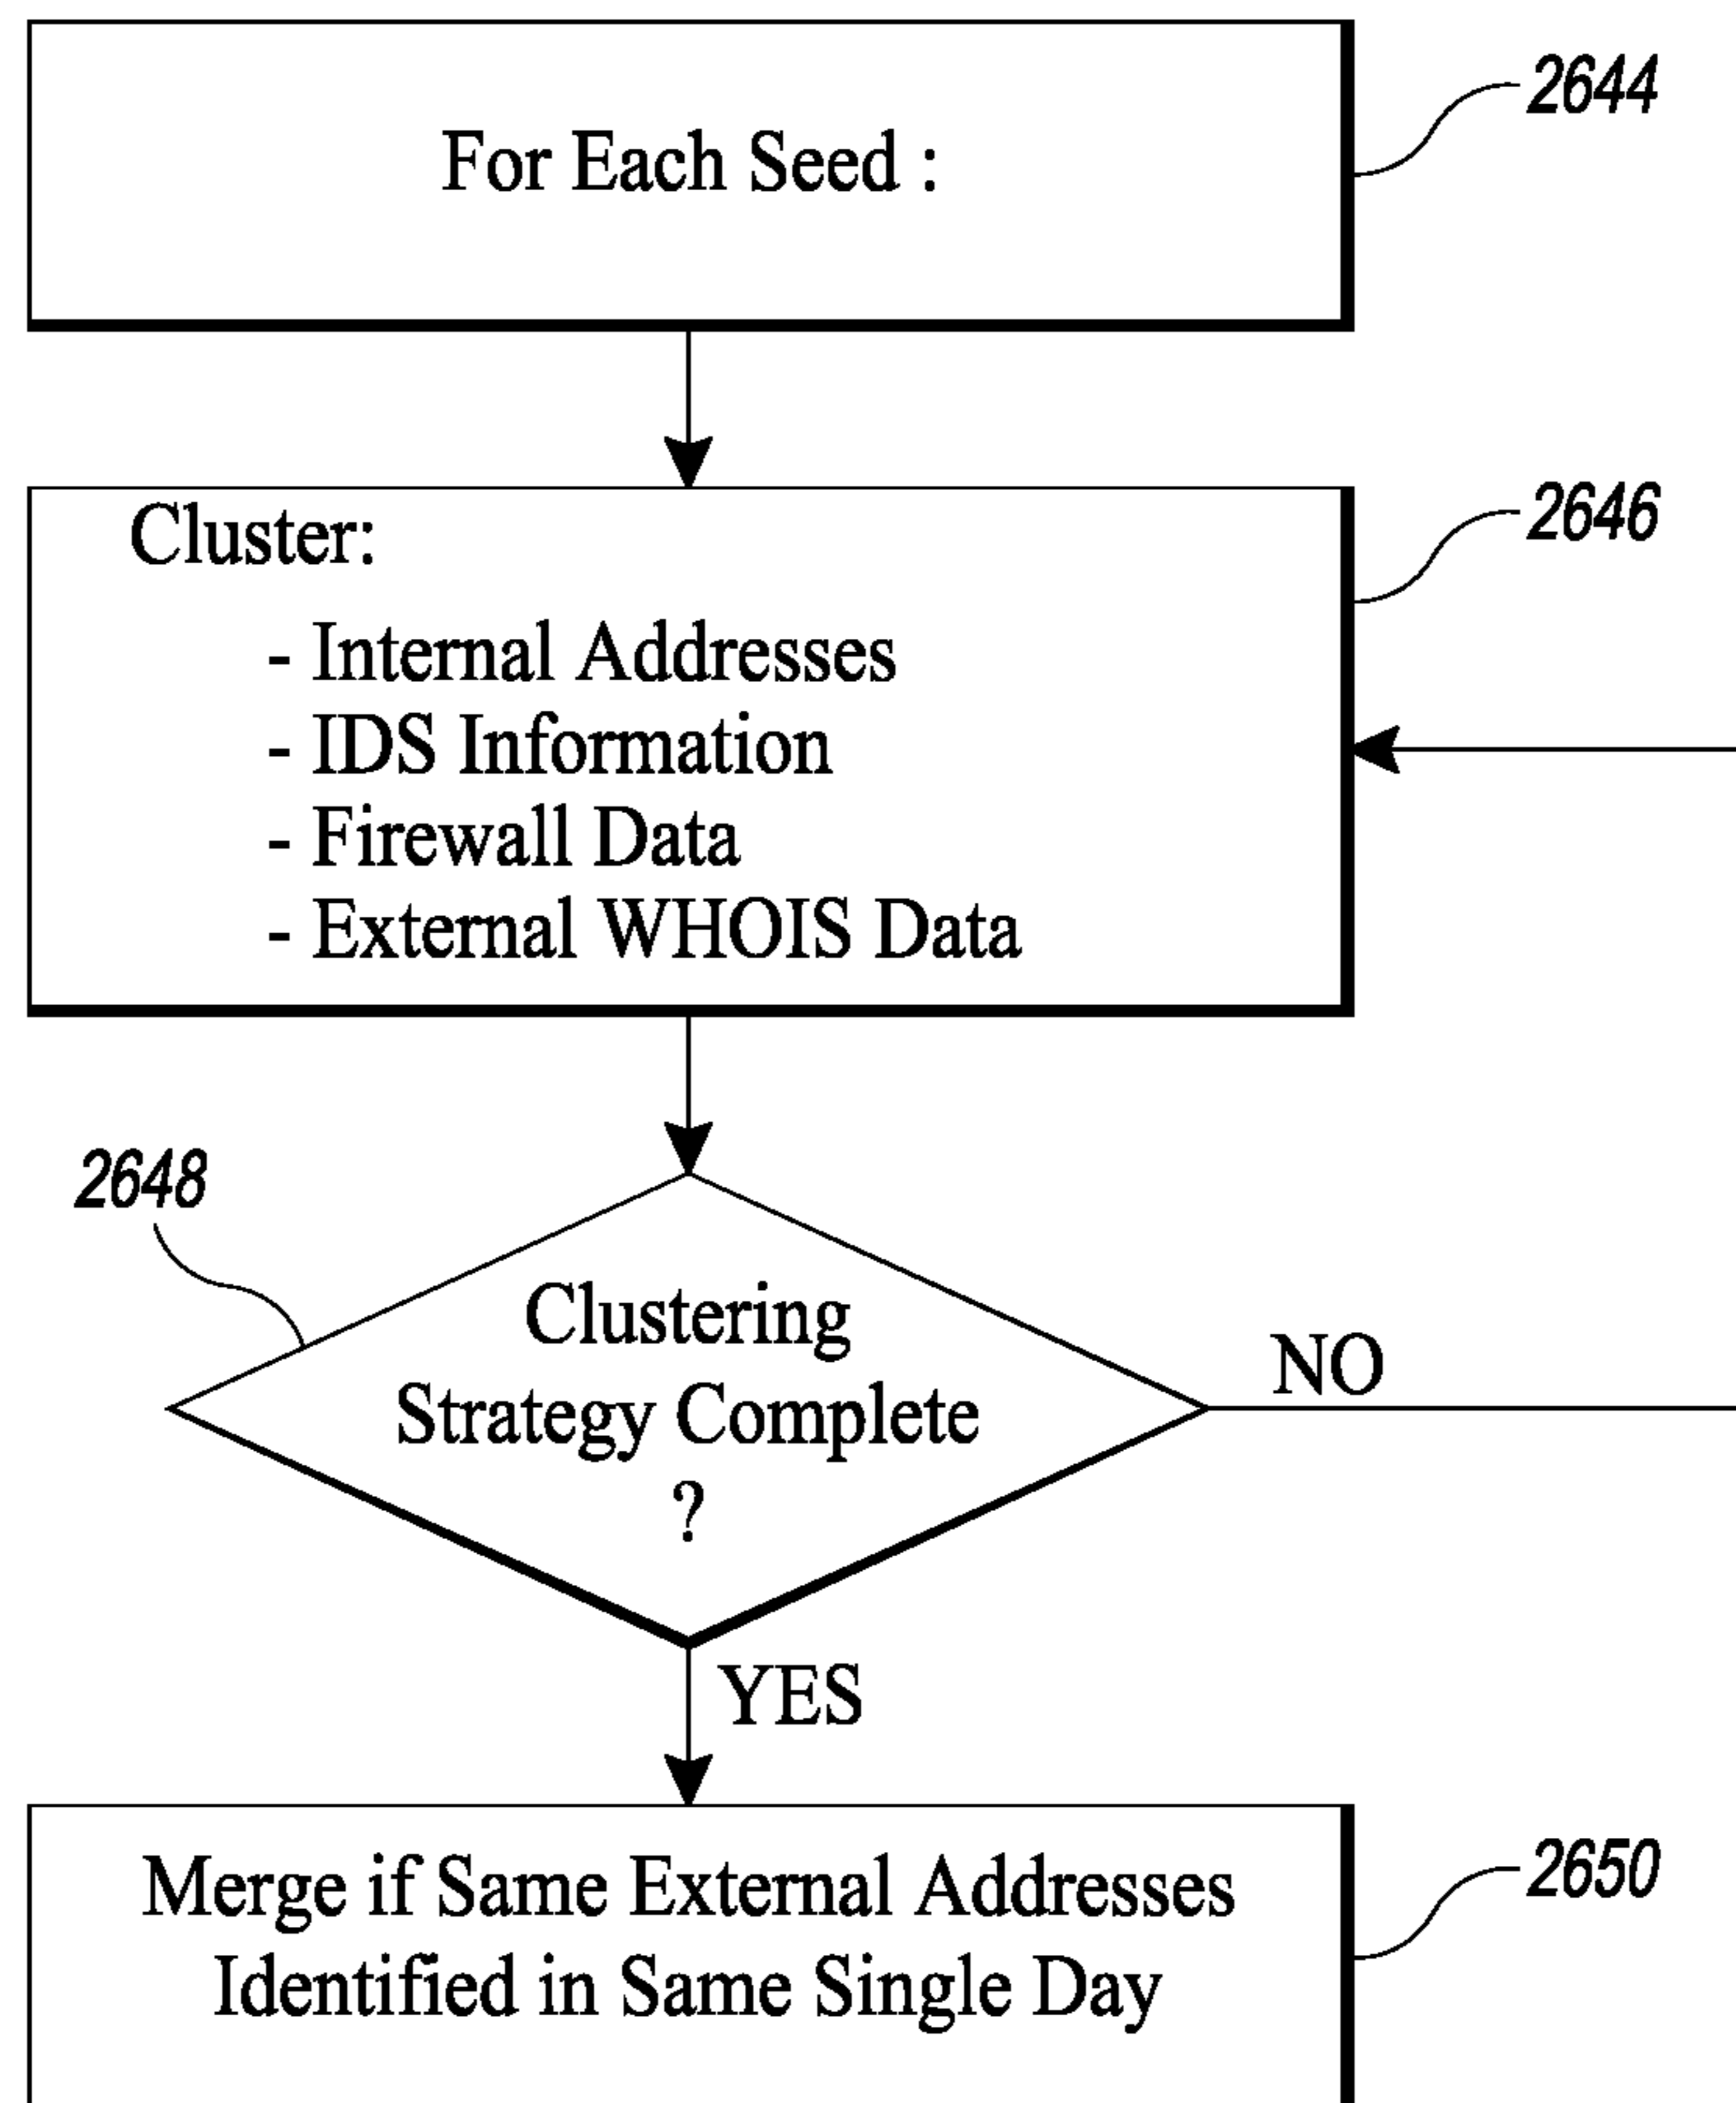 For Each Seed :
2644
Cluster:
2646
- Internal Addresses
- IDS Information
- Firewall Data
- External WHOIS Data
2648
Clustering
Strategy Complete
?
NO
YES
Merge if Same External Addresses
Identified in Same Single Day
2650